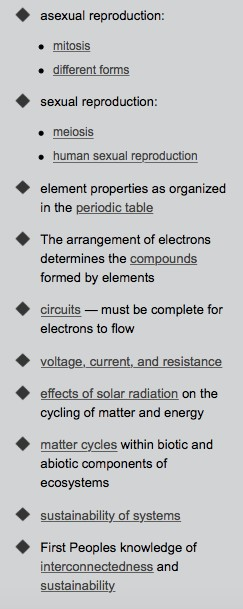 asexual reproduction:
mitosis
different forms
sexual reproduction:
meiosis
human sexual reproduction
element properties as organized
in the periodic table
The arrangement of electrons
determines the compounds
formed by elements
circuits — must be complete for
electrons to flow
voltage, current, and resistance
effects of solar radiation on the
cycling of matter and energy
matter cycles within biotic and
abiotic components of
ecosystems
sustainability of systems
First Peoples knowledge of
interconnectedness and
sustainability